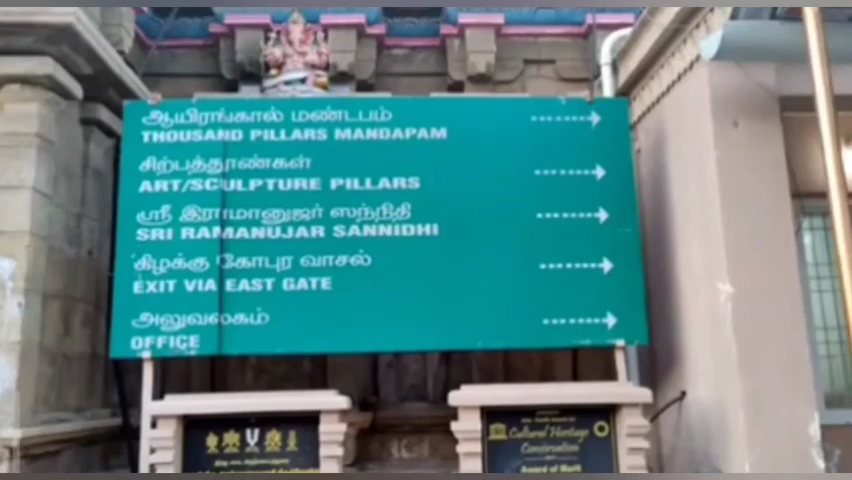 ஆயிரங்கால் மண்டபம்
THOUSAND PILLARS MANDAPAM
சிற்பத்தூண்கள்
ART/SCULPTURE PILLARS
ஸ்ரீ இராமானுஜர் ஸந்நிதி
SRI RAMANUJAR SANNIDHI
கிழக்கு கோபுர வாசல்
EXIT VIA EAST GATE
அலுவலகம்
OFFICE
Cultural Heritage
Conservation
Award of Merit